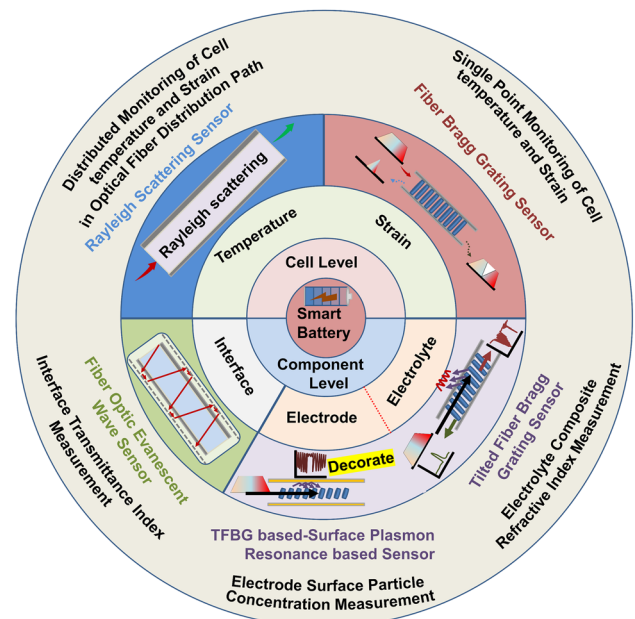 Distributed Monitoring of Cell
temperature and Strain
in Optical Fiber Distribution Path
Rayleigh Scattering Sensor
Single Point Monitoring of Cell
temperature and Strain
Fiber Bragg Grating Sensor
Rayleigh scattering
Temperature
Strain
Cell Level
Smart
Battery
Component
Level
Interface
Electrolyte
Electrode
Decorate
Fiber Optic Evanescent
Wave Sensor
Interface Transmittance Index
Measurement
Tilted Fiber Bragg
Grating Sensor
Electrolyte Composite
Refractive Index Measurement
TFBG based-Surface Plasmon
Resonance based Sensor
Electrode Surface Particle
Concentration Measurement